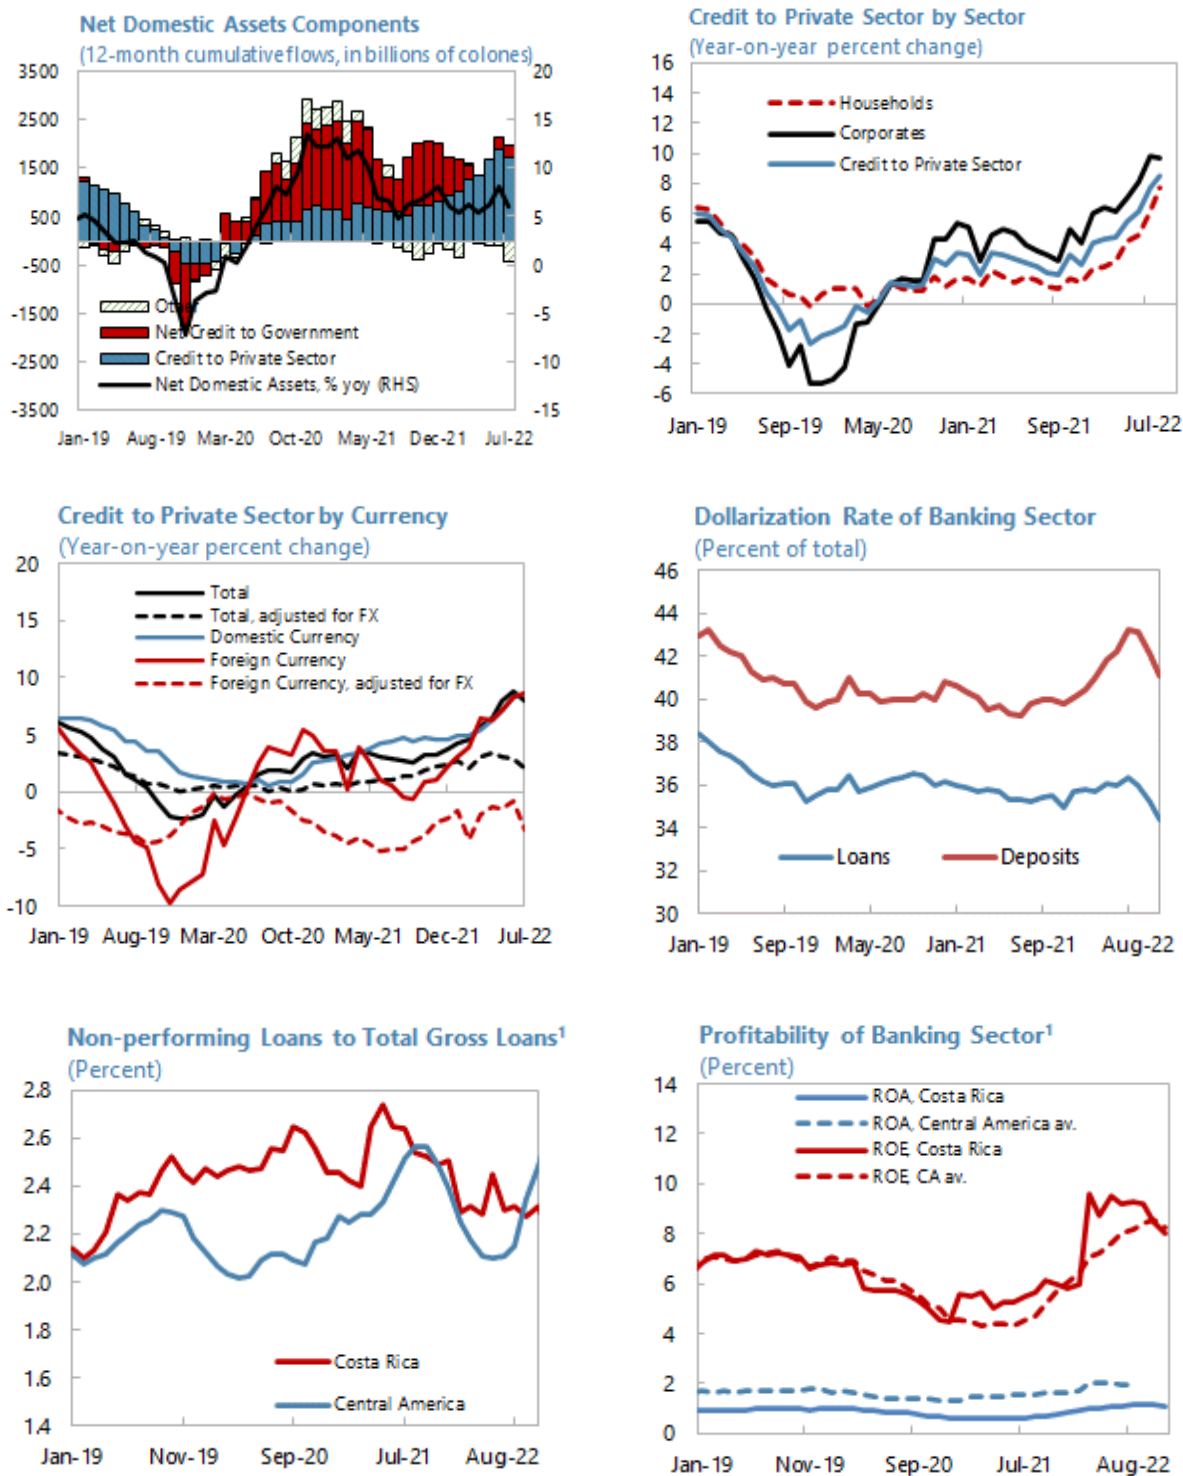 Net Domestic Assets Components
(12-month cumulative flows, in billions of colones)
3500
2500
1500
500
-500
-1500
-2500
-3500
20
15
10
5
0
-5
-10
-15
Other
Net Credit to Government
Credit to Private Sector
Net Domestic Assets, % yoy (RHS)
Jan-19 Aug-19 Mar-20 Oct-20 May-21 Dec-21 Jul-22
Credit to Private Sector by Sector
(Year-on-year percent change)
16
14
12
10
8
6
4
2
0
-2
-4
-6
Households
Corporates
Credit to Private Sector
Jan-19 Sep-19 May-20 Jan-21 Sep-21 Jul-22
Credit to Private Sector by Currency
(Year-on-year percent change)
20
15
10
5
0
-5
-10
Total
Total, adjusted for FX
Domestic Currency
Foreign Currency
Foreign Currency, adjusted for FX
Jan-19 Aug-19 Mar-20 Oct-20 May-21 Dec-21 Jul-22
Dollarization Rate of Banking Sector
(Percent of total)
46
44
42
40
38
36
34
32
30
Loans Deposits
Jan-19 Sep-19 May-20 Jan-21 Sep-21 Aug-22
Non-performing Loans to Total Gross Loans¹
(Percent)
2.8
2.6
2.4
2.2
2.0
1.8
1.6
1.4
Costa Rica
Central America
Jan-19 Nov-19 Sep-20 Jul-21 Aug-22
Profitability of Banking Sector¹
(Percent)
14
12
10
8
6
4
2
0
ROA, Costa Rica
ROA, Central America av.
ROE, Costa Rica
ROE, CA av.
Jan-19 Nov-19 Sep-20 Jul-21 Aug-22